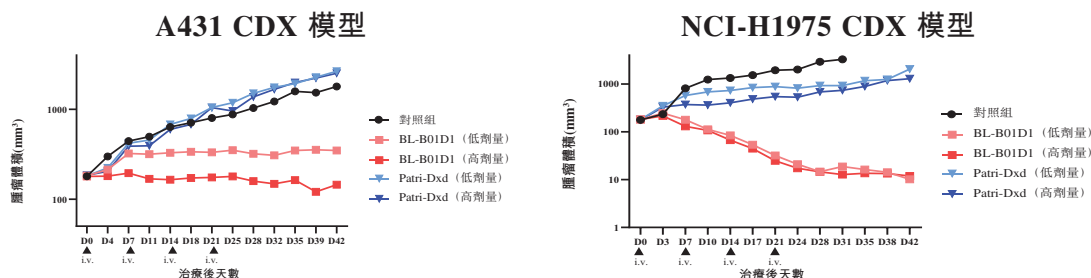 A431 CDX 模型
腫瘤體積(mm³)
1000
100
D0 D4 D7 D11 D14 D18 D21 D25 D28 D32 D35 D39 D42
i.v. i.v. i.v. i.v.
治療後天數
對照組
BL-B01D1（低劑量）
BL-B01D1（高劑量）
Patri-Dxd（低劑量）
Patri-Dxd（高劑量）
NCI-H1975 CDX 模型
腫瘤體積(mm³)
1000
100
10
1
D0 D3 D7 D10 D14 D17 D21 D24 D28 D31 D35 D38 D42
i.v. i.v. i.v. i.v.
治療後天數
對照組
BL-B01D1（低劑量）
BL-B01D1（高劑量）
Patri-Dxd（低劑量）
Patri-Dxd（高劑量）